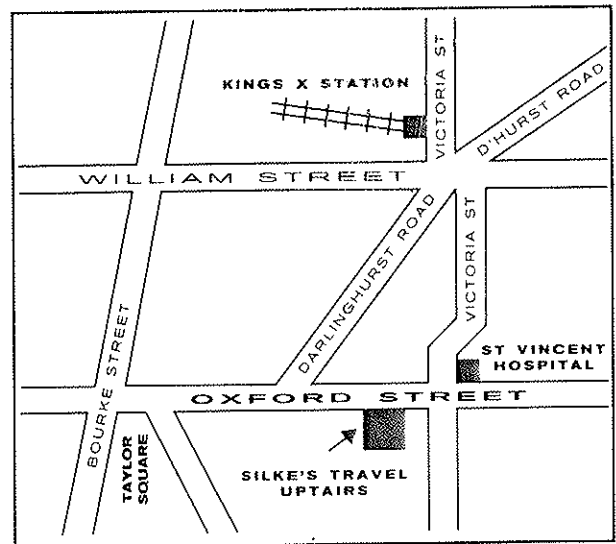 KINGS X STATION
VICTORIA ST
D'HURST ROAD
WILLIAM STREET
DARLINGHURST ROAD
VICTORIA ST
ST VINCENT
HOSPITAL
BOURKE STREET
OXFORD STREET
TAYLOR
SQUARE
SILKE'S TRAVEL
UPTAIRS